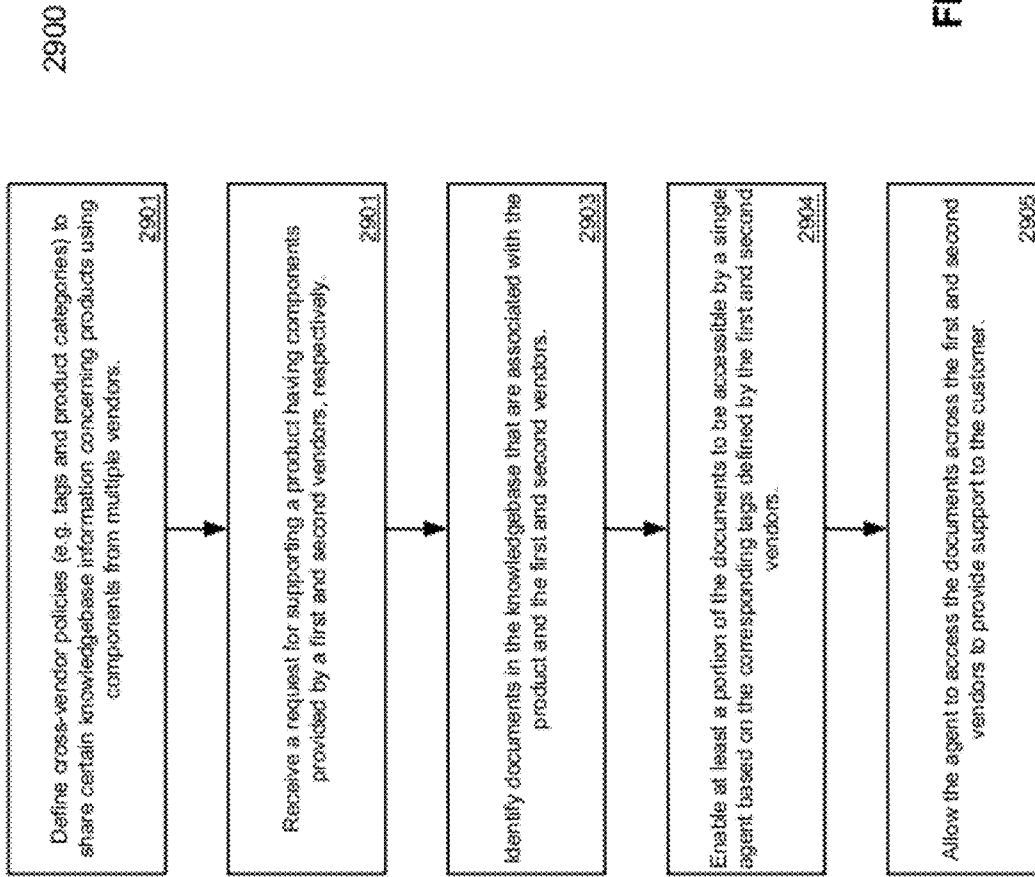 2900
Define cross-vendor policies (e.g. tags and product categories) to
share certain knowledgebase information concerning products using
components from multiple vendors.
2901
Receive a request for supporting a product having components
provided by a first and second vendors, respectively.
2901
Identify documents in the knowledgebase that are associated with the
product and the first and second vendors.
2903
Enable at least a portion of the documents to be accessible by a single
agent based on the corresponding tags defined by the first and second
vendors.
2904
Allow the agent to access the documents across the first and second
vendors to provide support to the customer.
2905